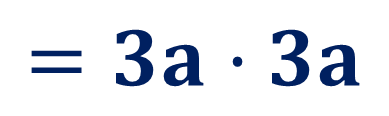 = 3a · 3a